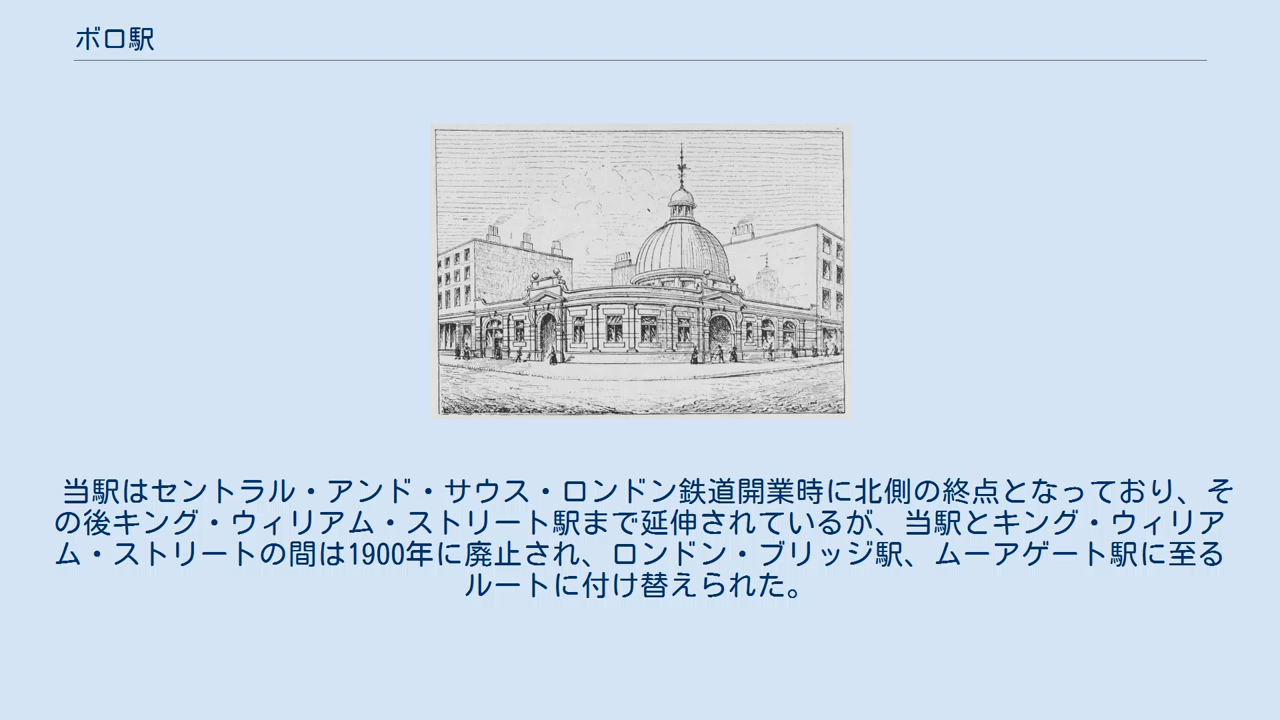 ボロ駅
当駅はセントラル・アンド・サウス・ロンドン鉄道開業時に北側の終点となっており、そ
の後キング・ウィリアム・ストリート駅まで延伸されているが、当駅とキング・ウィリア
ム・ストリートの間は1900年に廃止され、ロンドン・ブリッジ駅、ムーアゲート駅に至る
ルートに付け替えられた。